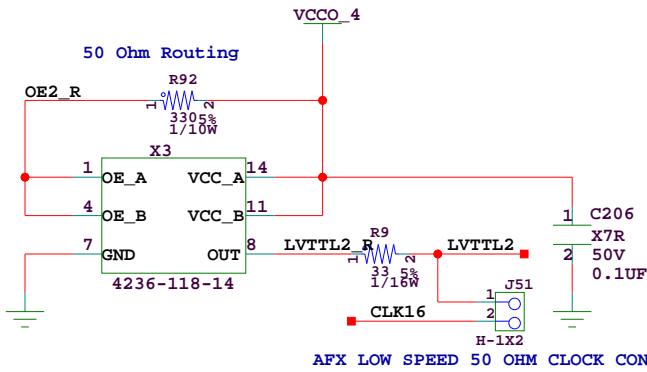 VCCO_4
50 Ohm Routing
OE2_R
R92
1 2
330 5%
1/10W
X3
1 OE_A VCC_A 14
4 OE_B VCC_B 11
7 GND OUT 8
4236-118-14
LVTTL2_R
R9
1 2
33 5%
1/16W
LVTTL2
1 C206
X7R
2 50V
0.1UF
J51
1
CLK16 2
H-1X2
AFX LOW SPEED 50 OHM CLOCK CON